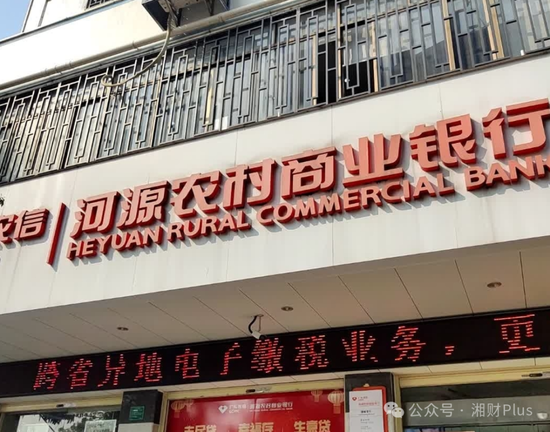 农信 | 河源农村商业银行
HEYUAN RURAL COMMERCIAL BANK
跨省异地电子缴税业务，更
公众号 · 湘财Plus